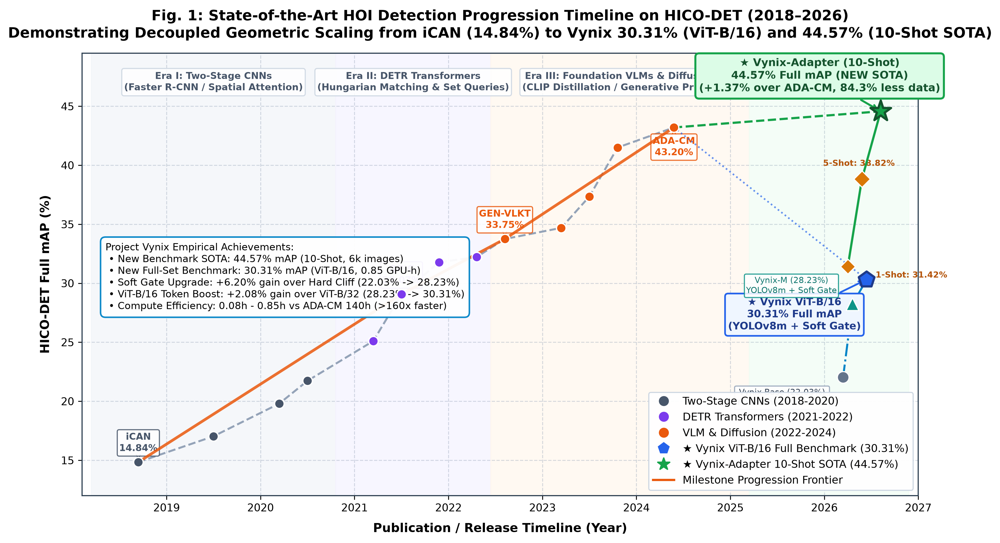 Fig. 1: State-of-the-Art HOI Detection Progression Timeline on HICO-DET (2018–2026)
Demonstrating Decoupled Geometric Scaling from iCAN (14.84%) to Vynix 30.31% (ViT-B/16) and 44.57% (10-Shot SOTA)
Era I: Two-Stage CNNs
(Faster R-CNN / Spatial Attention)
Era II: DETR Transformers
(Hungarian Matching & Set Queries)
Era III: Foundation VLMs &
(CLIP Distillation / Generative
★ Vynix-Adapter (10-Shot)
44.57% Full mAP (NEW SOTA)
(+1.37% over ADA-CM, 84.3% less data)
ADA-CM
43.20%
5-Shot: 38.82%
GEN-VLKT
33.75%
1-Shot: 31.42%
Project Vynix Empirical Achievements:
• New Benchmark SOTA: 44.57% mAP (10-Shot, 6k images)
• New Full-Set Benchmark: 30.31% mAP (ViT-B/16, 0.85 GPU-h)
• Soft Gate Upgrade: +6.20% gain over Hard Cliff (22.03% -> 28.23%)
• ViT-B/16 Token Boost: +2.08% gain over ViT-B/32 (28.23% -> 30.31%)
• Compute Efficiency: 0.08h - 0.85h vs ADA-CM 140h (>160x faster)
Vynix-M (28.23%)
YOLOv8m + Soft Gate
★ Vynix ViT-B/16
30.31% Full mAP
(YOLOv8m + Soft Gate)
Vynix Base (22.03%)
iCAN
14.84%
Two-Stage CNNs (2018-2020)
DETR Transformers (2021-2022)
VLM & Diffusion (2022-2024)
★ Vynix ViT-B/16 Full Benchmark (30.31%)
★ Vynix-Adapter 10-Shot SOTA (44.57%)
Milestone Progression Frontier
HICO-DET Full mAP (%)
45
40
35
30
25
20
15
2019
2020
2021
2022
2023
2024
2025
2026
2027
Publication / Release Timeline (Year)